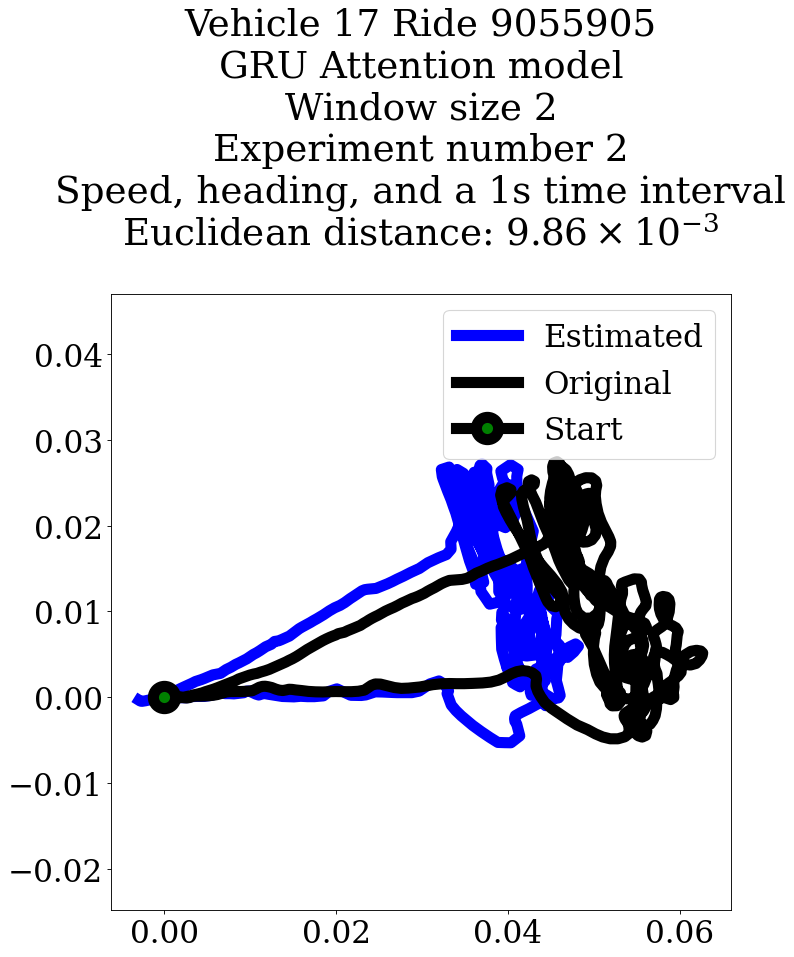 Vehicle 17 Ride 9055905
GRU Attention model
Window size 2
Experiment number 2
Speed, heading, and a 1s time interval
Euclidean distance: 9.86 × 10⁻³
Estimated
Original
Start
0.04
0.03
0.02
0.01
0.00
−0.01
−0.02
0.00 0.02 0.04 0.06